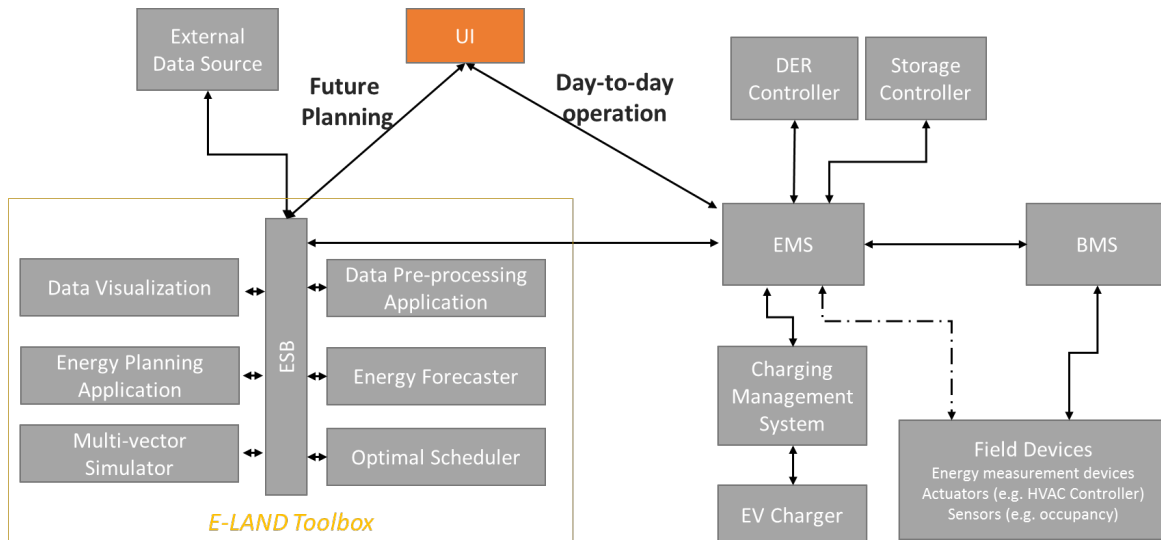 External
Data Source
UI
DER
Controller
Storage
Controller
Future
Planning
Day-to-day
operation
EMS
BMS
Data Visualization
Data Pre-processing
Application
ESB
Energy Planning
Application
Energy Forecaster
Charging
Management
System
Multi-vector
Simulator
Optimal Scheduler
Field Devices
Energy measurement devices
Actuators (e.g. HVAC Controller)
Sensors (e.g. occupancy)
EV Charger
E-LAND Toolbox